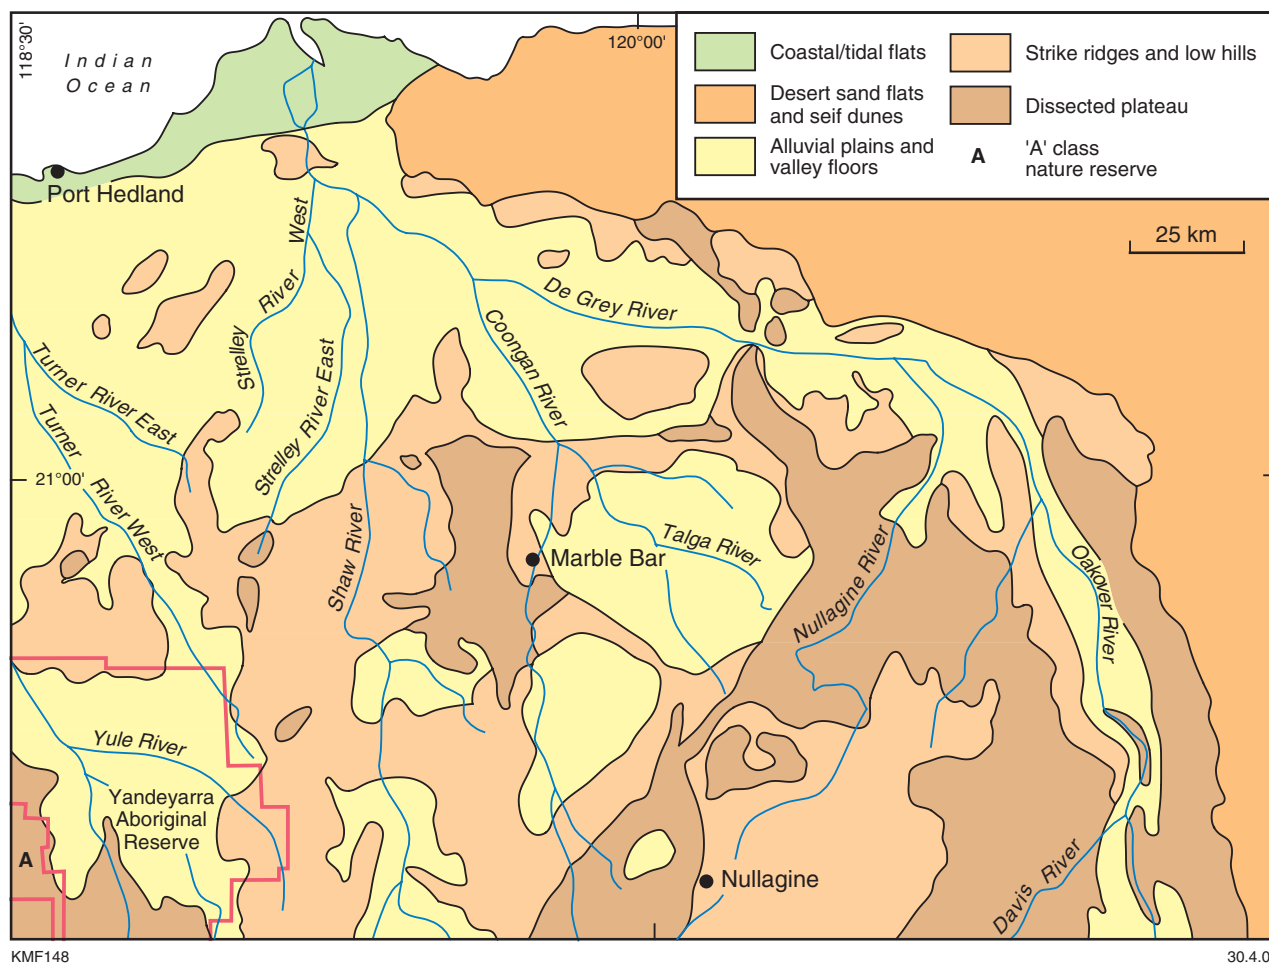 118°30'
Indian
Ocean
120°00'
Coastal/tidal flats
Desert sand flats
and seif dunes
Alluvial plains and
valley floors
Strike ridges and low hills
Dissected plateau
A
'A' class
nature reserve
25 km
Port Hedland
Strelley River West
De Grey River
Coongan River
Turner River East
Strelley River East
Turner River West
21°00'
Shaw River
Marble Bar
Talga River
Nullagine River
Oakover River
Yule River
Yandeyarra
Aboriginal
Reserve
A
Nullagine
Davis River
KMF148
30.4.0